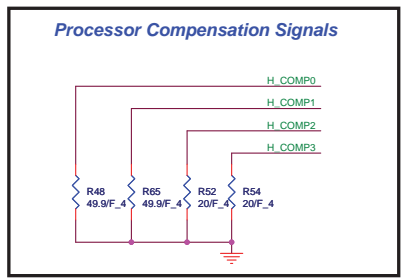 Processor Compensation Signals
H_COMP0
H_COMP1
H_COMP2
H_COMP3
R48 R65 R52 R54
49.9/F_4 49.9/F_4 20/F_4 20/F_4